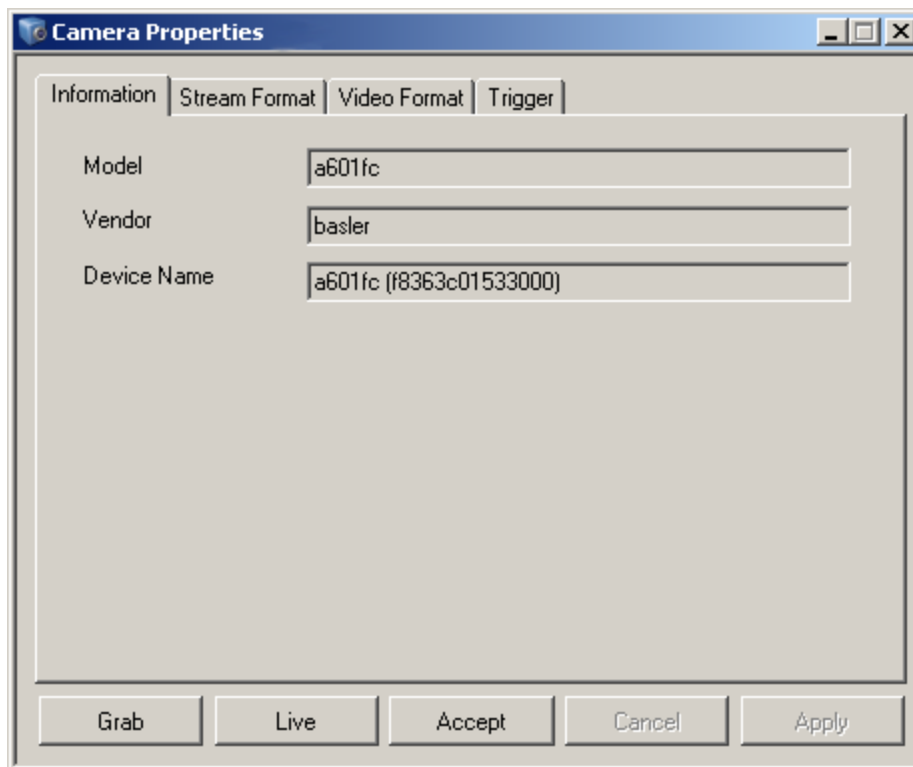 Camera Properties
Information Stream Format Video Format Trigger
Model a601fc
Vendor basler
Device Name a601fc (f8363c01533000)
Grab Live Accept Cancel Apply